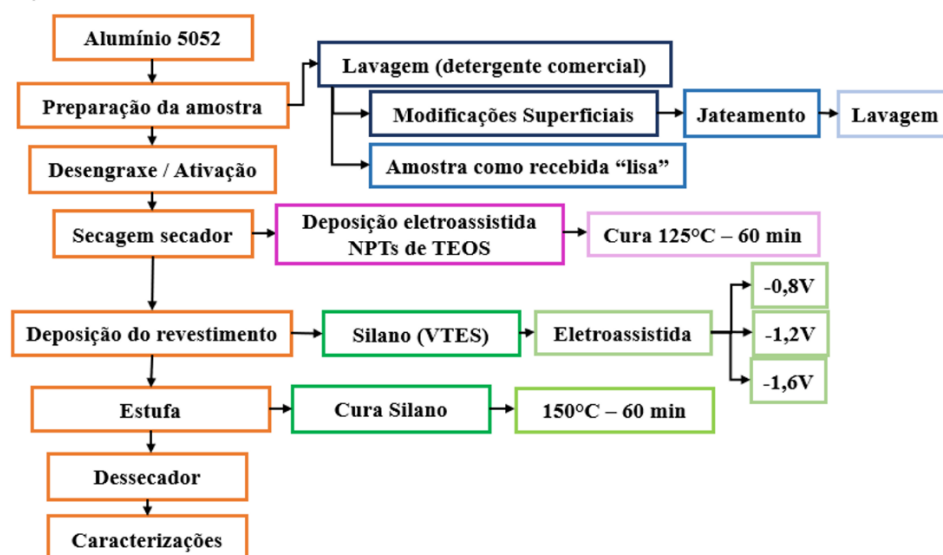 Alumínio 5052
Lavagem (detergente comercial)
Preparação da amostra
Modificações Superficiais
Jateamento
Lavagem
Desengraxe / Ativação
Amostra como recebida “lisa”
Secagem secador
Deposição eletroassistida
NPTs de TEOS
Cura 125°C – 60 min
Deposição do revestimento
Silano (VTES)
Eletroassistida
-0,8V
-1,2V
-1,6V
Estufa
Cura Silano
150°C – 60 min
Dessecador
Caracterizações